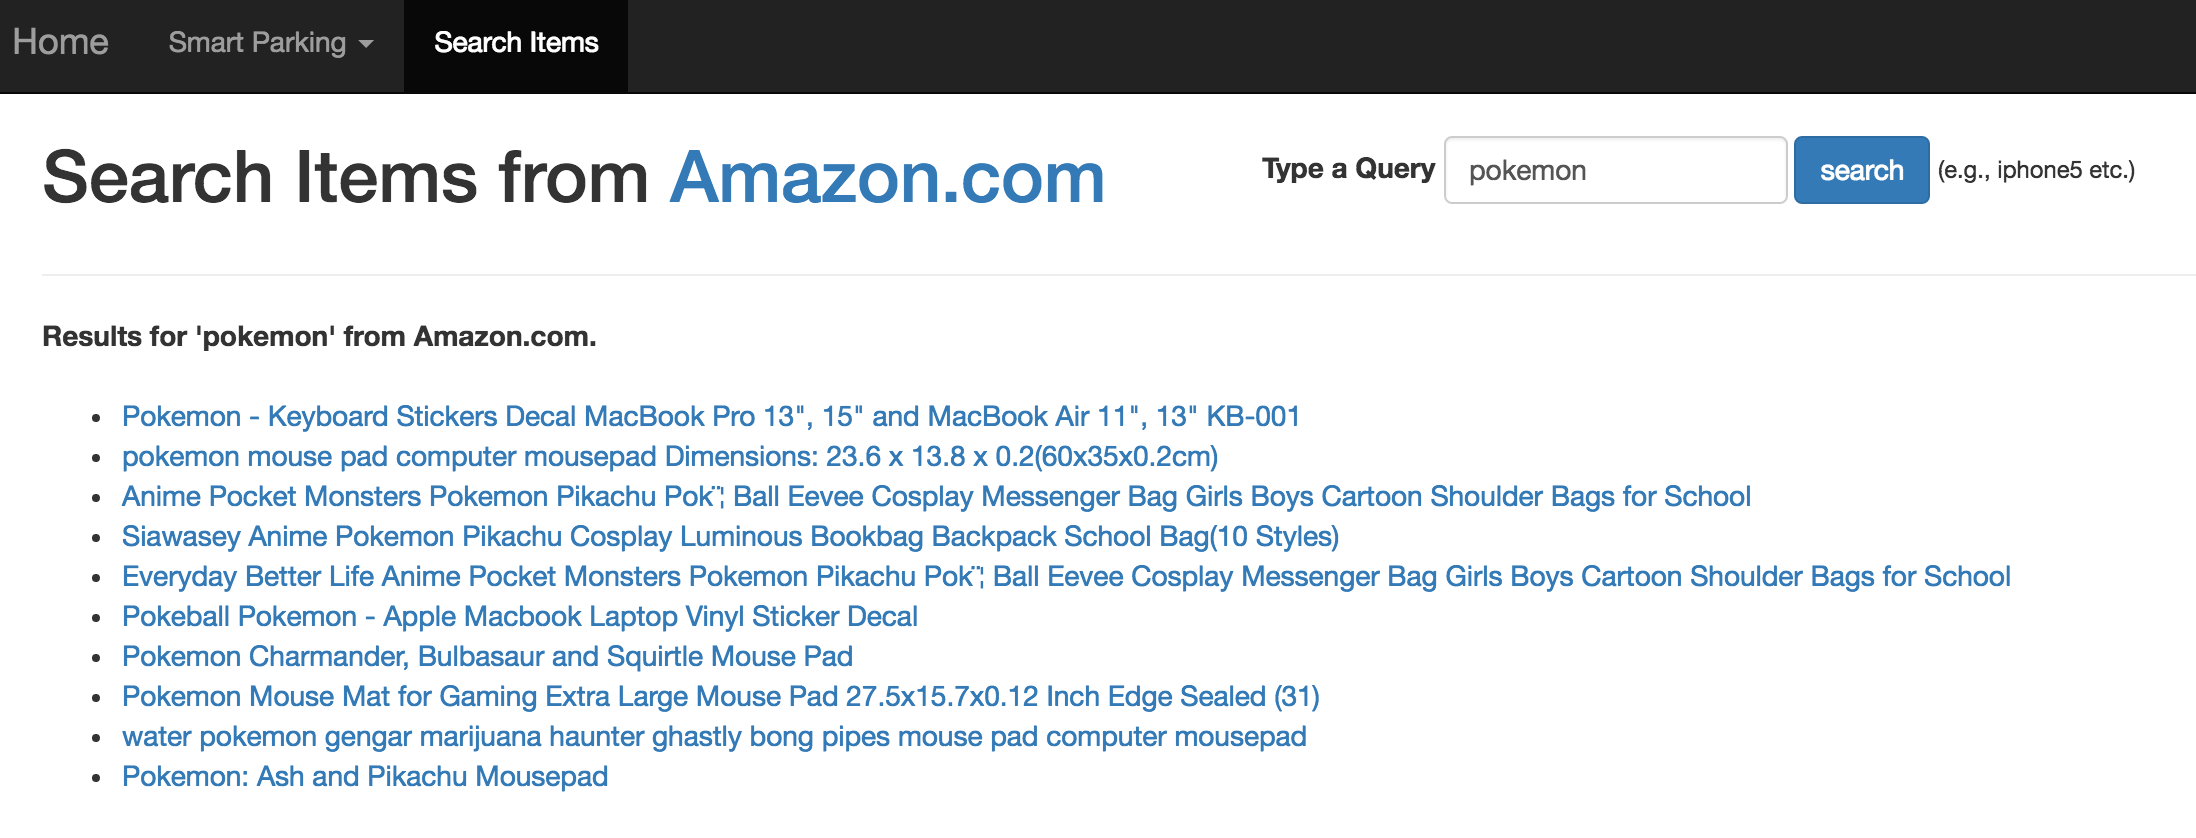 Home Smart Parking Search Items
Search Items from Amazon.com Type a Query pokemon search (e.g., iphone5 etc.)
Results for 'pokemon' from Amazon.com.
Pokemon - Keyboard Stickers Decal MacBook Pro 13", 15" and MacBook Air 11", 13" KB-001
pokemon mouse pad computer mousepad Dimensions: 23.6 x 13.8 x 0.2(60x35x0.2cm)
Anime Pocket Monsters Pokemon Pikachu Pok¨¦ Ball Eevee Cosplay Messenger Bag Girls Boys Cartoon Shoulder Bags for School
Siawasey Anime Pokemon Pikachu Cosplay Luminous Bookbag Backpack School Bag(10 Styles)
Everyday Better Life Anime Pocket Monsters Pokemon Pikachu Pok¨¦ Ball Eevee Cosplay Messenger Bag Girls Boys Cartoon Shoulder Bags for School
Pokeball Pokemon - Apple Macbook Laptop Vinyl Sticker Decal
Pokemon Charmander, Bulbasaur and Squirtle Mouse Pad
Pokemon Mouse Mat for Gaming Extra Large Mouse Pad 27.5x15.7x0.12 Inch Edge Sealed (31)
water pokemon gengar marijuana haunter ghastly bong pipes mouse pad computer mousepad
Pokemon: Ash and Pikachu Mousepad